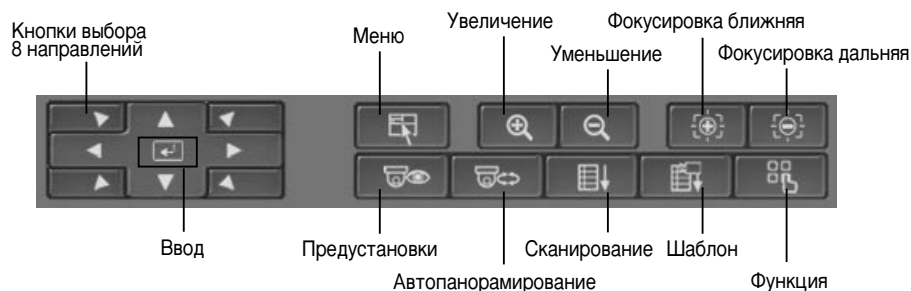 Кнопки выбора
8 направлений
Меню
Увеличение
Уменьшение
Фокусировка ближняя
Фокусировка дальняя
Ввод
Предустановки
Автопанорамирование
Сканирование
Шаблон
Функция